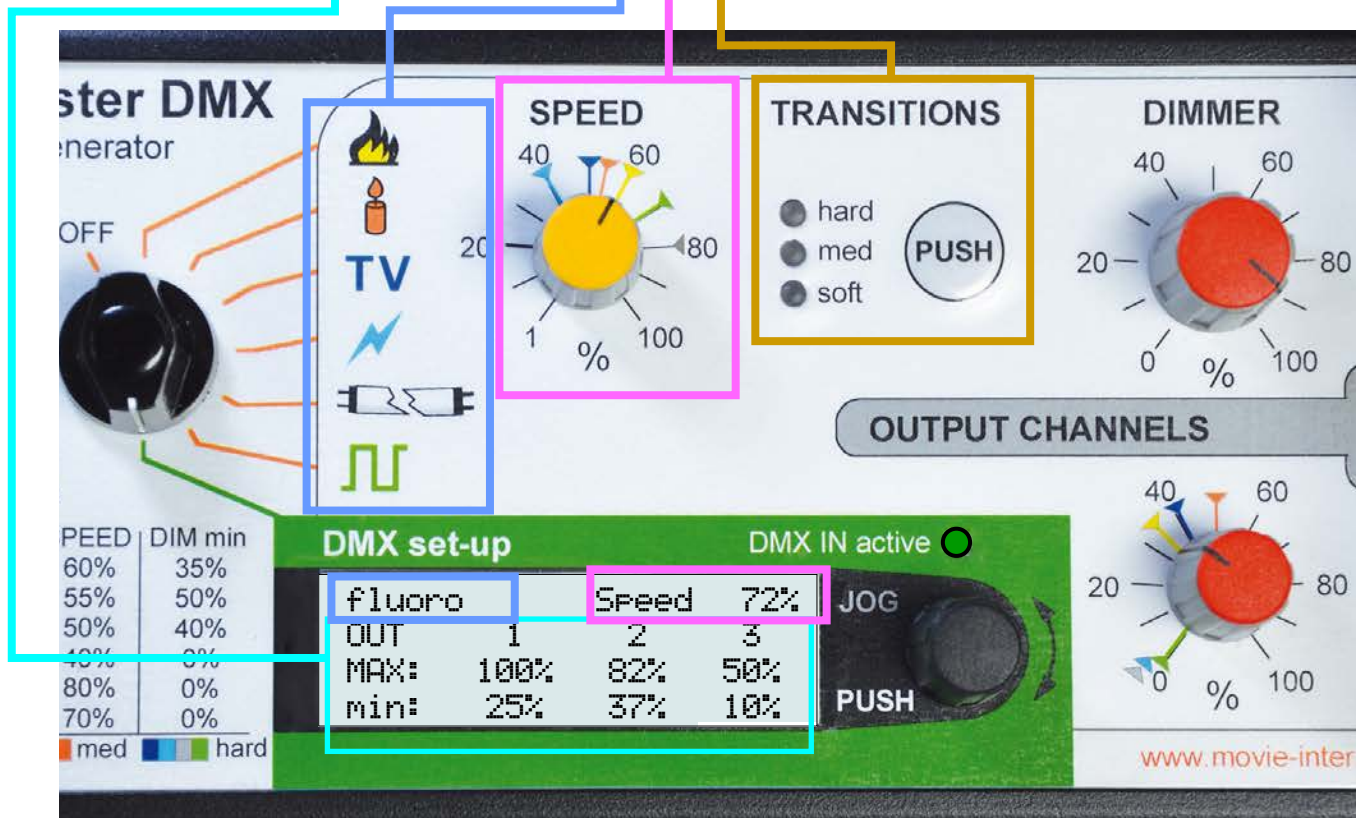 ster DMX
enerator
OFF
TV
SPEED
40
60
20
80
1
100
%
TRANSITIONS
hard
med
soft
PUSH
DIMMER
40
60
20
80
0
100
%
OUTPUT CHANNELS
40
60
20
80
0
100
%
PEED DIM min
60% 35%
55% 50%
50% 40%
40% 0%
80% 0%
70% 0%
med hard
DMX set-up
DMX IN active
fluoro Speed 72%
OUT 1 2 3
MAX: 100% 82% 50%
min: 25% 37% 10%
JOG
PUSH
www.movie-inter